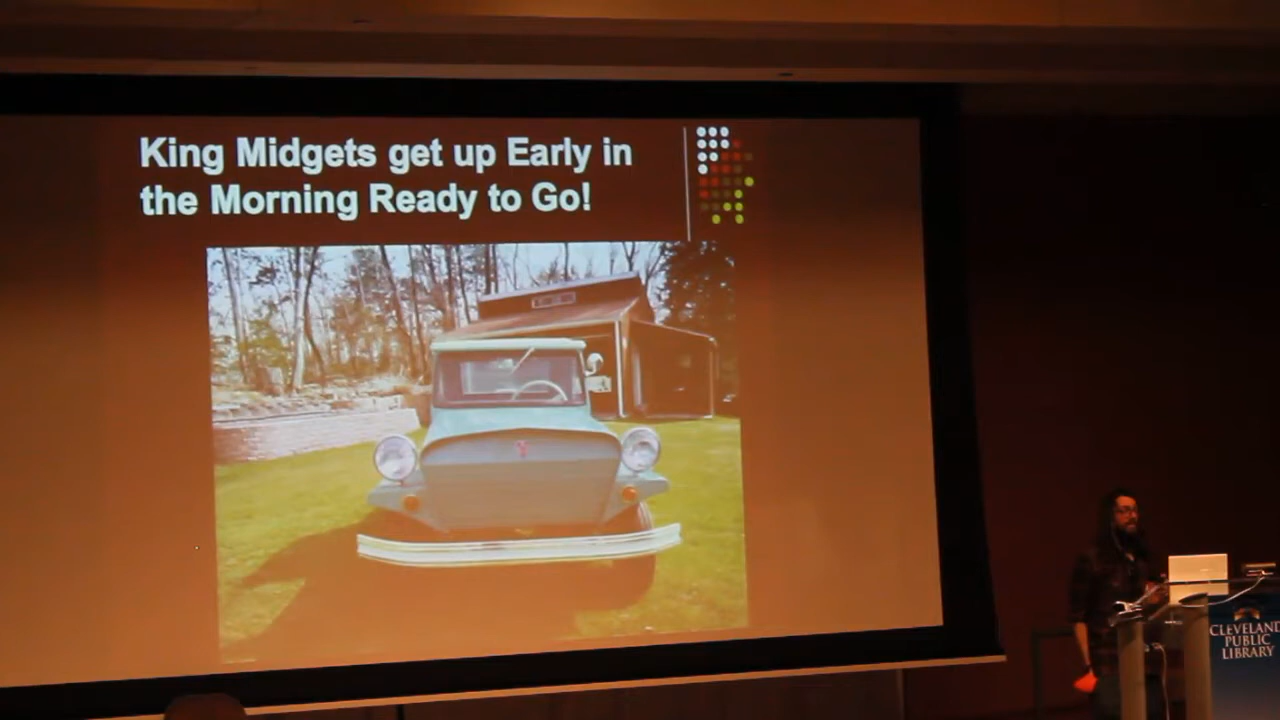 King Midgets get up Early in
the Morning Ready to Go!
CLEVELAND
PUBLIC
LIBRARY